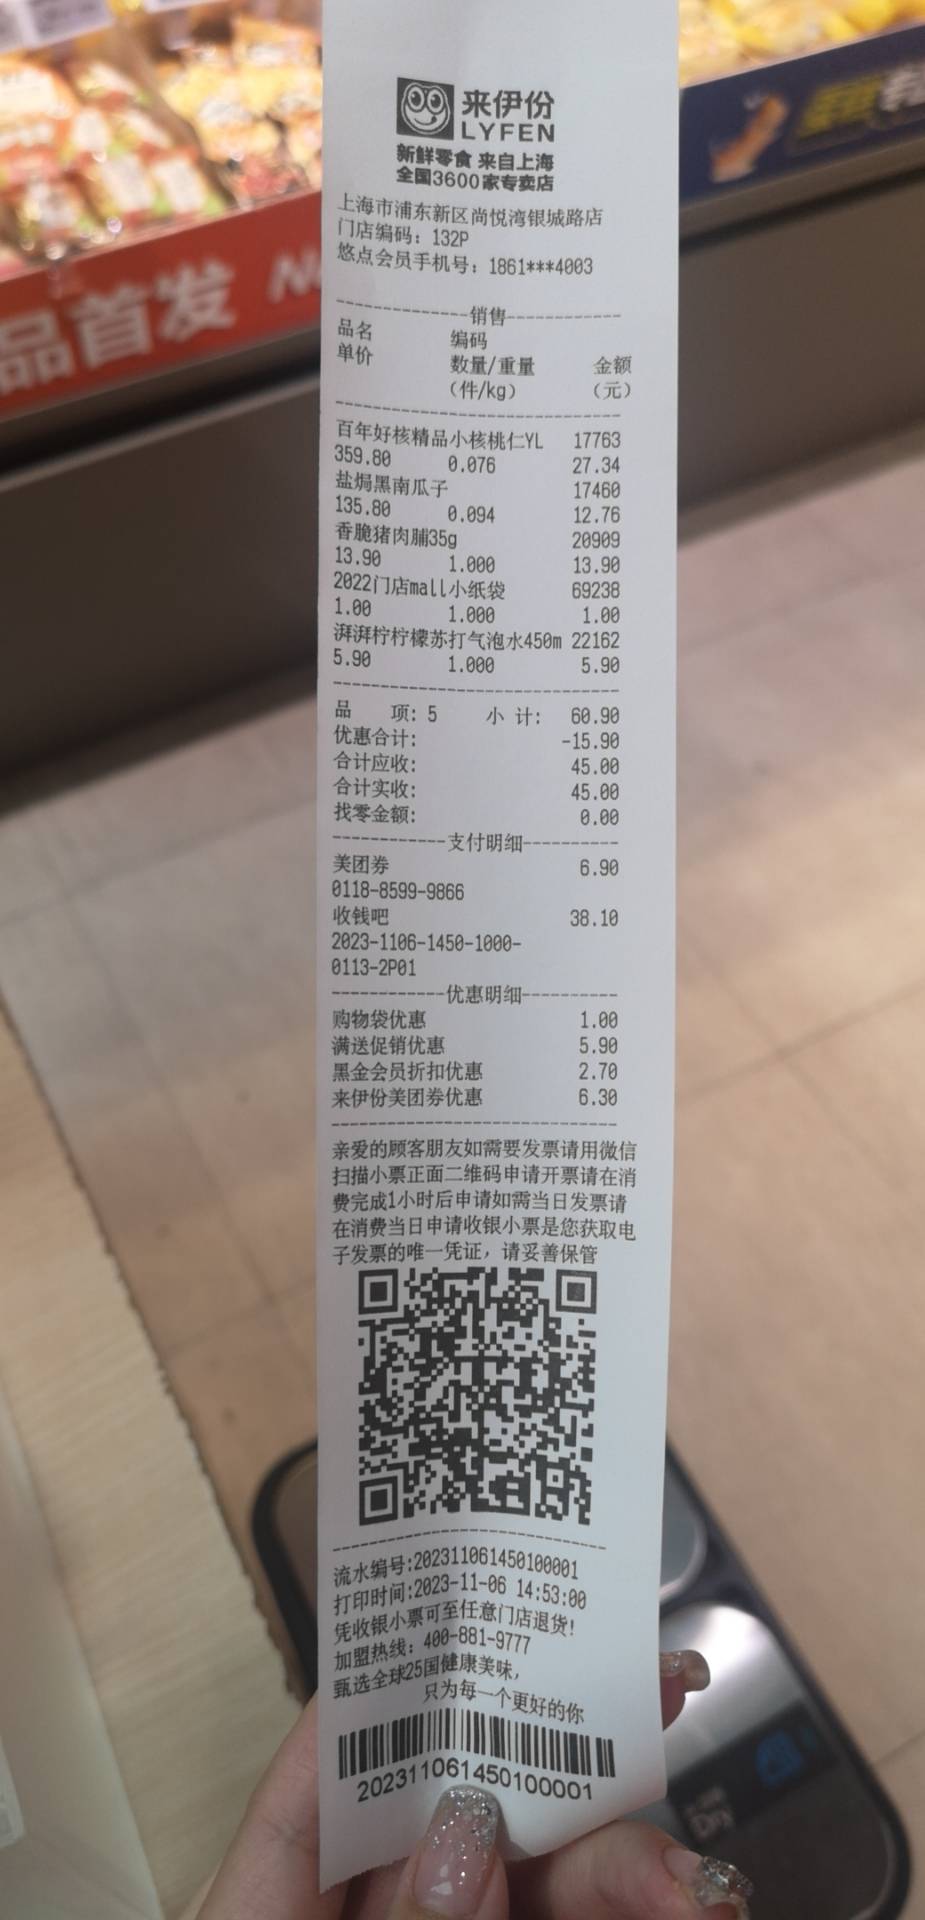 来伊份
LYFEN
新鲜零食 来自上海
全国3600家专卖店
上海市浦东新区尚悦湾银城路店
门店编码：132P
悠点会员手机号：1861***4003
--------------销售------------
品名 编码
单价 数量/重量 金额
（件/kg） （元）
百年好核精品小核桃仁YL 17763
359.80 0.076 27.34
盐焗黑南瓜子 17460
135.80 0.094 12.76
香脆猪肉脯35g 20909
13.90 1.000 13.90
2022门店mall小纸袋 69238
1.00 1.000 1.00
湃湃柠柠檬苏打气泡水450m 22162
5.90 1.000 5.90
品 项: 5 小 计: 60.90
优惠合计: -15.90
合计应收: 45.00
合计实收: 45.00
找零金额: 0.00
------------支付明细----------
美团券 6.90
0118-8599-9866
收钱吧 38.10
2023-1106-1450-1000-
0113-2P01
------------优惠明细----------
购物袋优惠 1.00
满送促销优惠 5.90
黑金会员折扣优惠 2.70
来伊份美团券优惠 6.30
亲爱的顾客朋友如需要发票请用微信
扫描小票正面二维码申请开票请在消
费完成1小时后申请如需当日发票请
在消费当日申请收银小票是您获取电
子发票的唯一凭证，请妥善保管
流水编号:202311061450100001
打印时间:2023-11-06 14:53:00
凭收银小票可至任意门店退货!
加盟热线: 400-881-9777
甄选全球25国健康美味,
只为每一个更好的你
202311061450100001
品首发